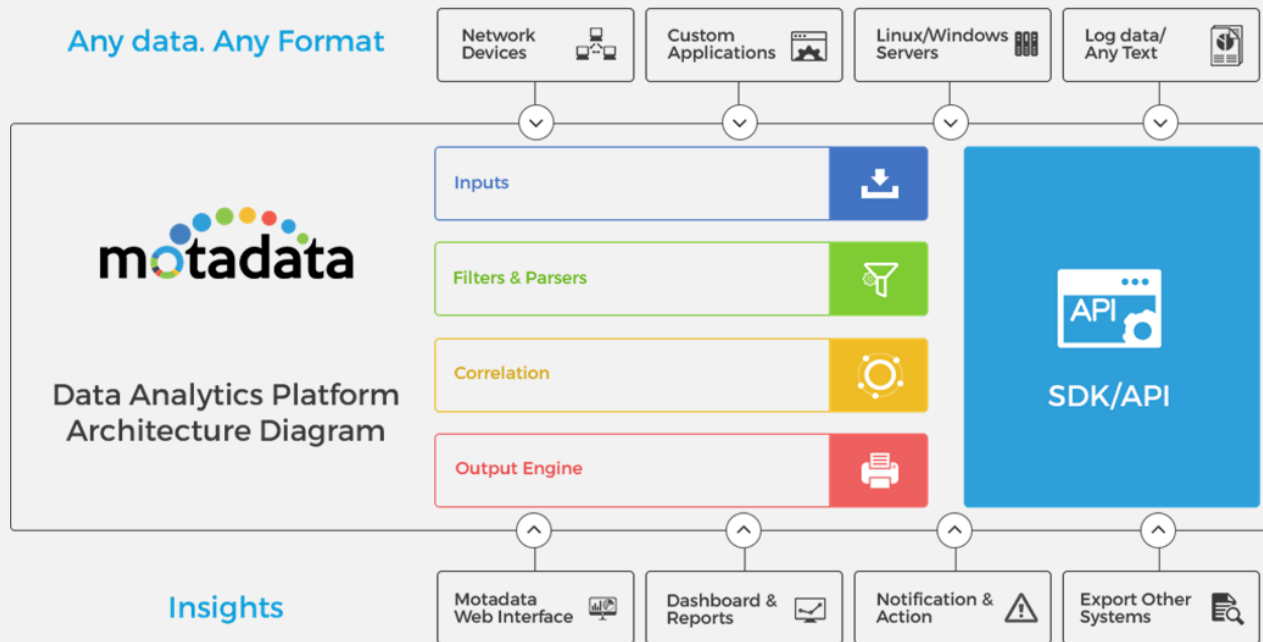 Any data. Any Format
Network
Devices
Custom
Applications
Linux/Windows
Servers
Log data/
Any Text
motadata
Data Analytics Platform
Architecture Diagram
Inputs
Filters & Parsers
Correlation
Output Engine
API
SDK/API
Insights
Motadata
Web Interface
Dashboard &
Reports
Notification &
Action
Export Other
Systems